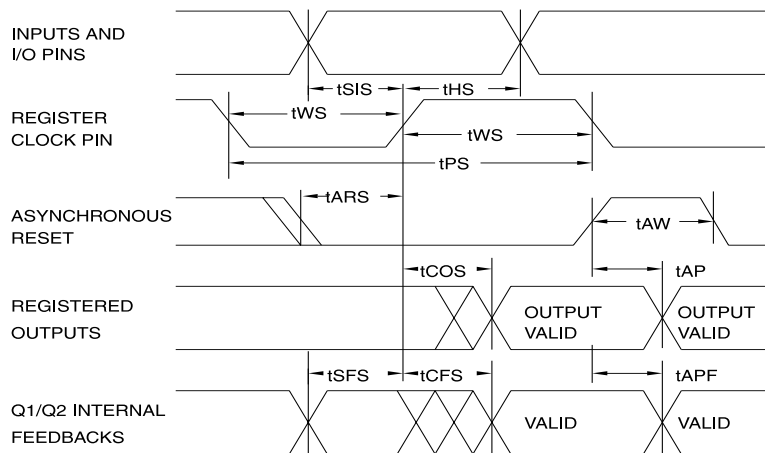 INPUTS AND
I/O PINS
tSIS
tHS
REGISTER
CLOCK PIN
tWS
tWS
tPS
ASYNCHRONOUS
RESET
tARS
tAW
tCOS
tAP
REGISTERED
OUTPUTS
OUTPUT
VALID
OUTPUT
VALID
tSFS
tCFS
tAPF
Q1/Q2 INTERNAL
FEEDBACKS
VALID
VALID